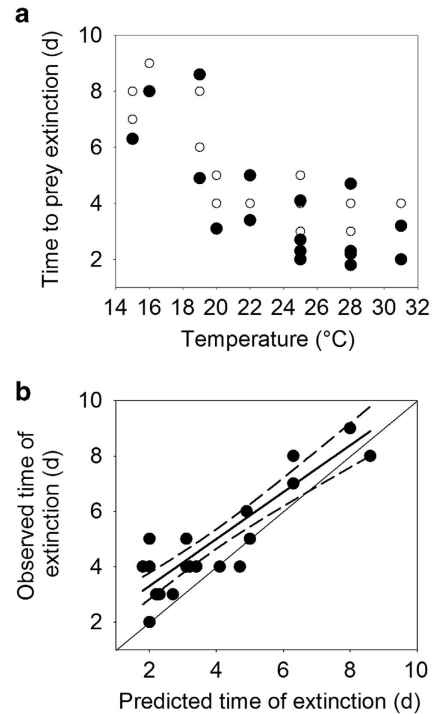 a
Time to prey extinction (d)
10
8
6
4
2
14 16 18 20 22 24 26 28 30 32
Temperature (°C)
b
Observed time of
extinction (d)
10
8
6
4
2
2 4 6 8 10
Predicted time of extinction (d)